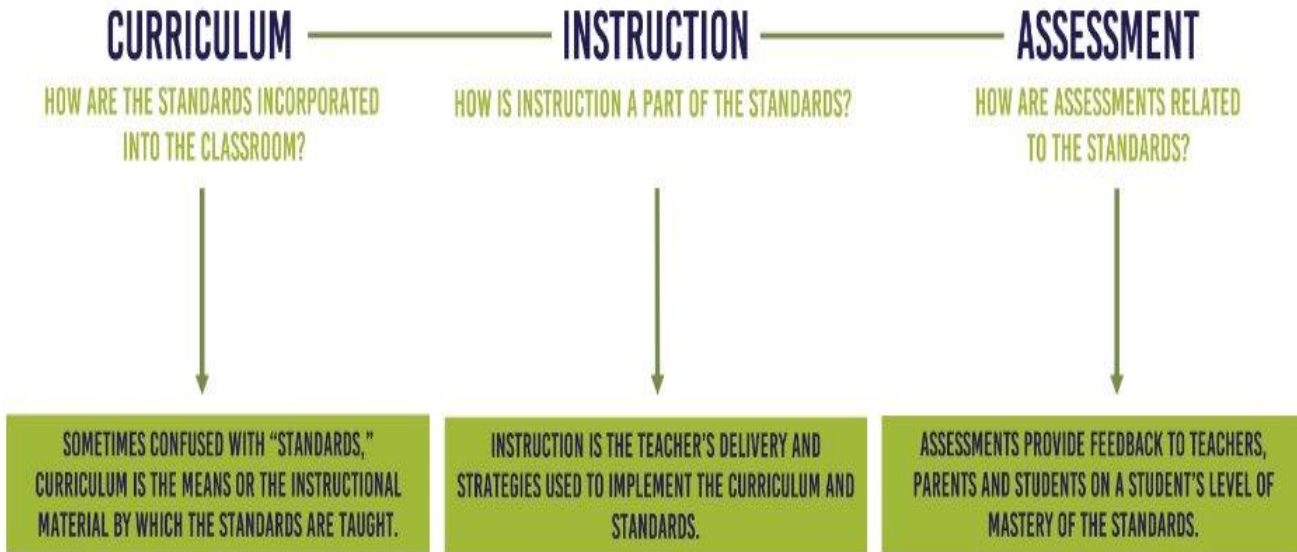 CURRICULUM
INSTRUCTION
ASSESSMENT
HOW ARE THE STANDARDS INCORPORATED
INTO THE CLASSROOM?
HOW IS INSTRUCTION A PART OF THE STANDARDS?
HOW ARE ASSESSMENTS RELATED
TO THE STANDARDS?
SOMETIMES CONFUSED WITH “STANDARDS,”
CURRICULUM IS THE MEANS OR THE INSTRUCTIONAL
MATERIAL BY WHICH THE STANDARDS ARE TAUGHT.
INSTRUCTION IS THE TEACHER’S DELIVERY AND
STRATEGIES USED TO IMPLEMENT THE CURRICULUM AND
STANDARDS.
ASSESSMENTS PROVIDE FEEDBACK TO TEACHERS,
PARENTS AND STUDENTS ON A STUDENT’S LEVEL OF
MASTERY OF THE STANDARDS.